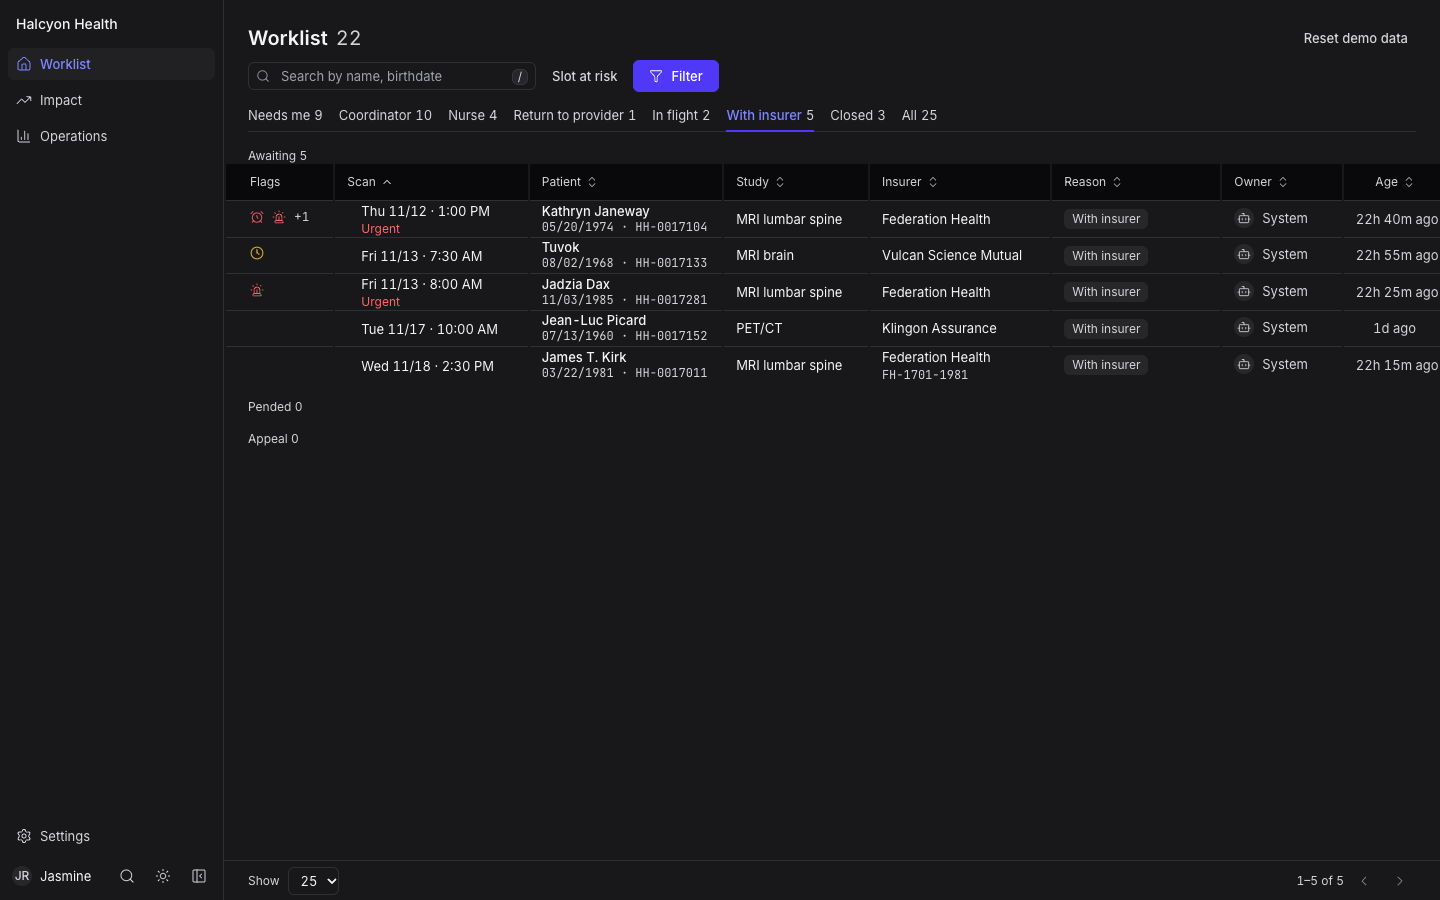 Halcyon Health
Worklist
Impact
Operations
Settings
JR Jasmine
Worklist 22
Reset demo data
Search by name, birthdate /
Slot at risk
Filter
Needs me 9 Coordinator 10 Nurse 4 Return to provider 1 In flight 2 With insurer 5 Closed 3 All 25
Awaiting 5
Flags Scan Patient Study Insurer Reason Owner Age
+1 Thu 11/12 · 1:00 PM Kathryn Janeway MRI lumbar spine Federation Health With insurer System 22h 40m ago
Urgent 05/20/1974 · HH-0017104
Fri 11/13 · 7:30 AM Tuvok MRI brain Vulcan Science Mutual With insurer System 22h 55m ago
08/02/1968 · HH-0017133
Fri 11/13 · 8:00 AM Jadzia Dax MRI lumbar spine Federation Health With insurer System 22h 25m ago
Urgent 11/03/1985 · HH-0017281
Tue 11/17 · 10:00 AM Jean-Luc Picard PET/CT Klingon Assurance With insurer System 1d ago
07/13/1960 · HH-0017152
Wed 11/18 · 2:30 PM James T. Kirk MRI lumbar spine Federation Health With insurer System 22h 15m ago
03/22/1981 · HH-0017011 FH-1701-1981
Pended 0
Appeal 0
Show 25
1–5 of 5